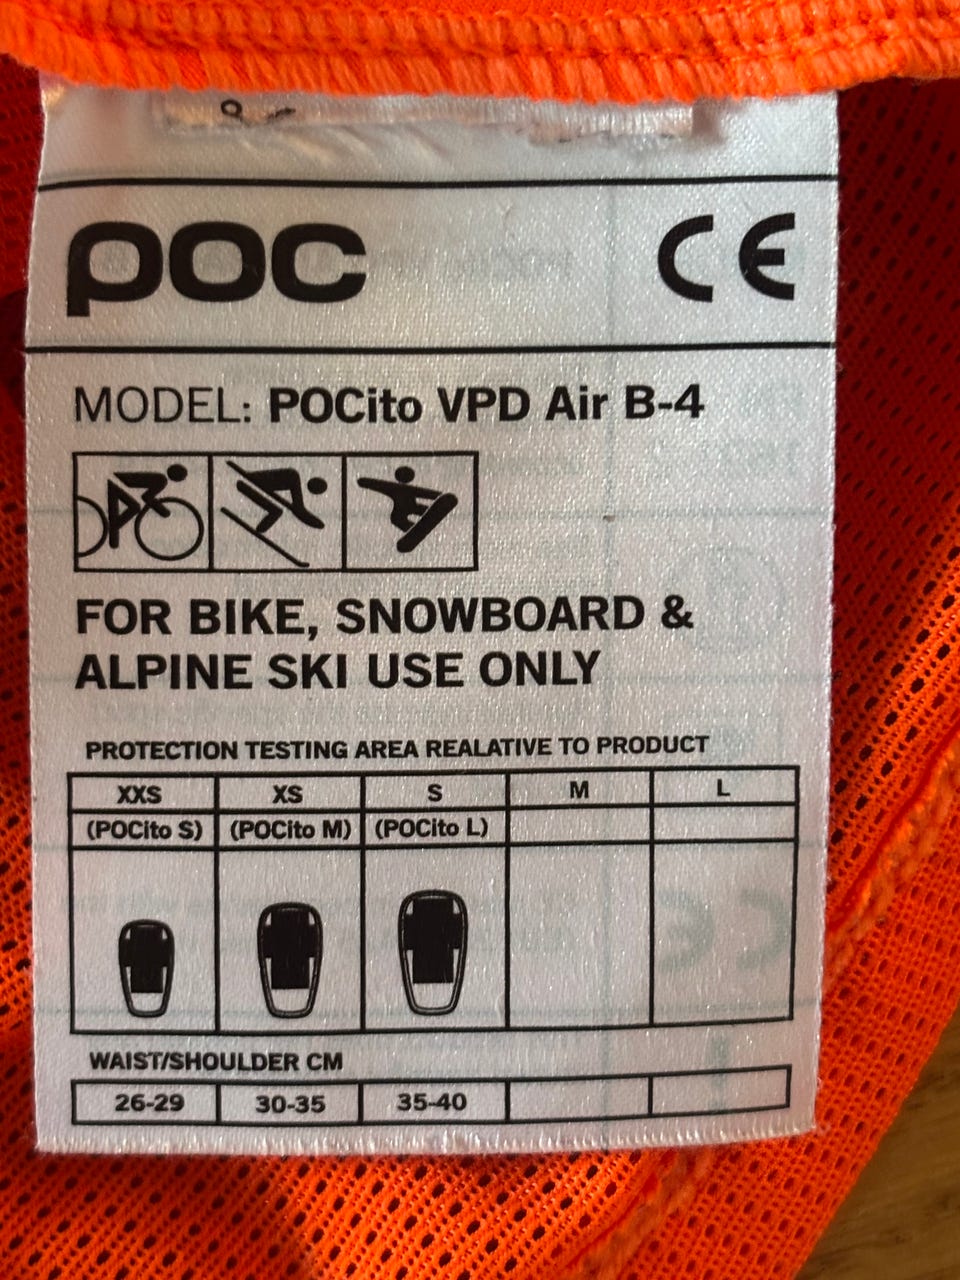 POC CE
MODEL: POCito VPD Air B-4
FOR BIKE, SNOWBOARD &
ALPINE SKI USE ONLY
PROTECTION TESTING AREA REALATIVE TO PRODUCT
XXS XS S M L
(POCito S) (POCito M) (POCito L)
WAIST/SHOULDER CM
26-29 30-35 35-40